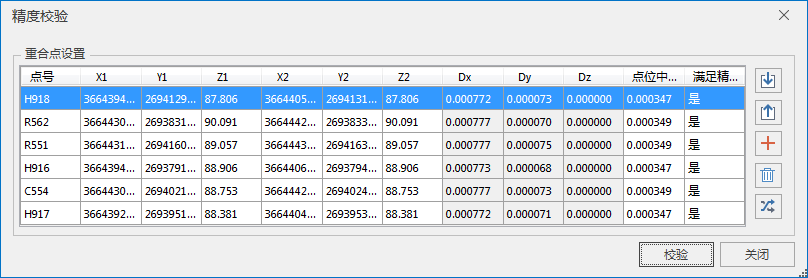 精度校验
重合点设置
点号 X1 Y1 Z1 X2 Y2 Z2 Dx Dy Dz 点位中... 满足精...
H918 3664394... 2694129... 87.806 3664405... 2694131... 87.806 0.000772 0.000073 0.000000 0.000347 是
R562 3664430... 2693831... 90.091 3664442... 2693833... 90.091 0.000777 0.000070 0.000000 0.000349 是
R551 3664431... 2694160... 89.057 3664443... 2694163... 89.057 0.000777 0.000075 0.000000 0.000349 是
H916 3664394... 2693791... 88.906 3664406... 2693794... 88.906 0.000773 0.000068 0.000000 0.000347 是
C554 3664430... 2694021... 88.753 3664442... 2694024... 88.753 0.000777 0.000073 0.000000 0.000349 是
H917 3664392... 2693951... 88.381 3664404... 2693953... 88.381 0.000772 0.000071 0.000000 0.000347 是
校验 关闭